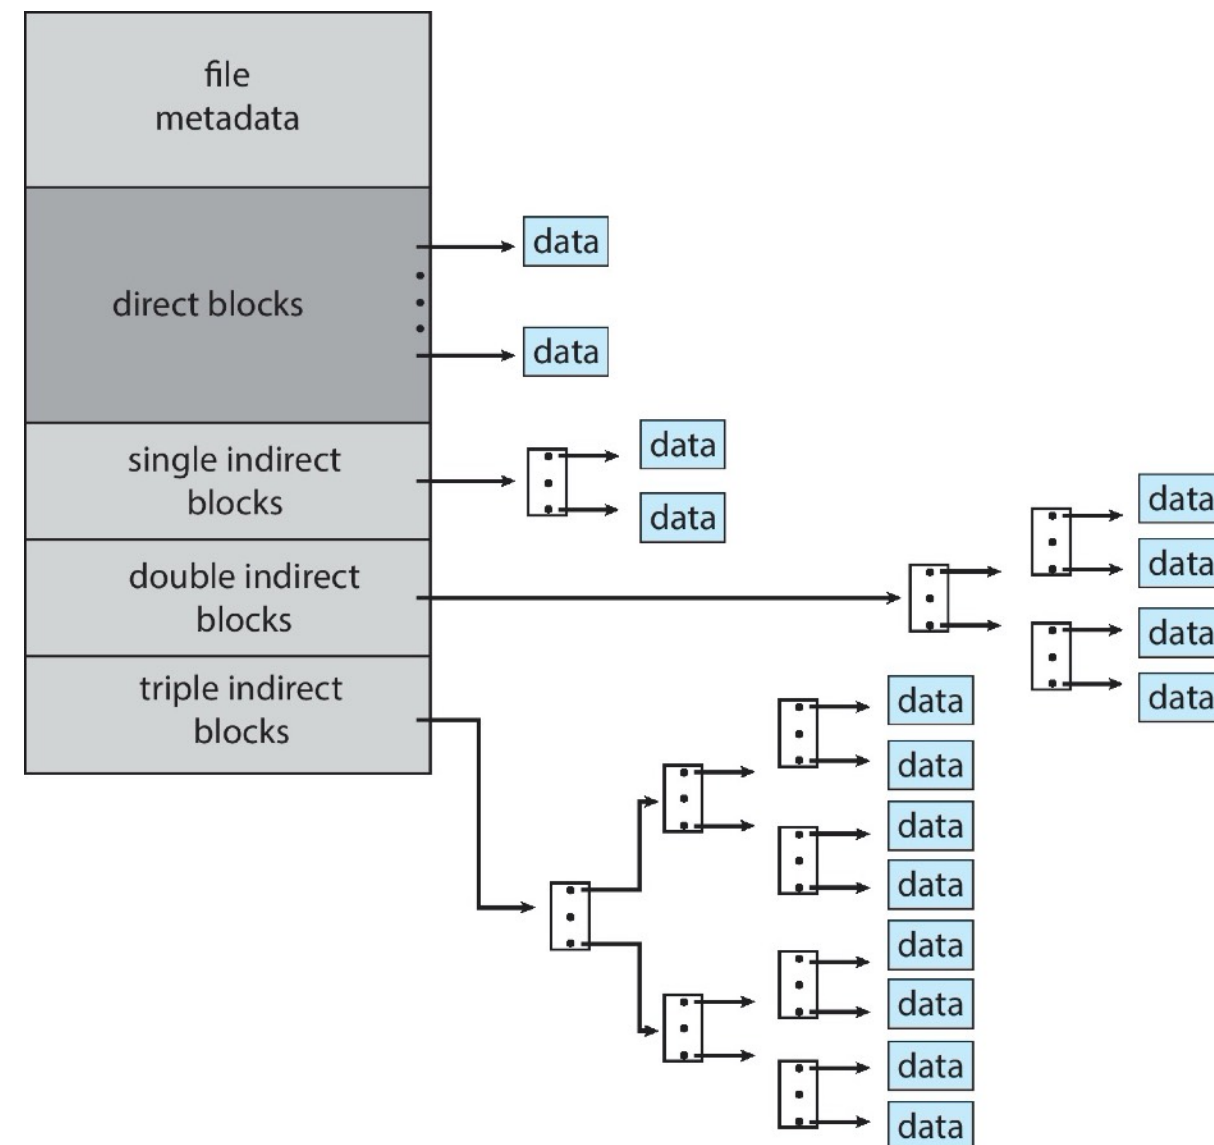 file
metadata
direct blocks
data
data
single indirect
blocks
data
data
double indirect
blocks
data
data
data
data
triple indirect
blocks
data
data
data
data
data
data
data
data